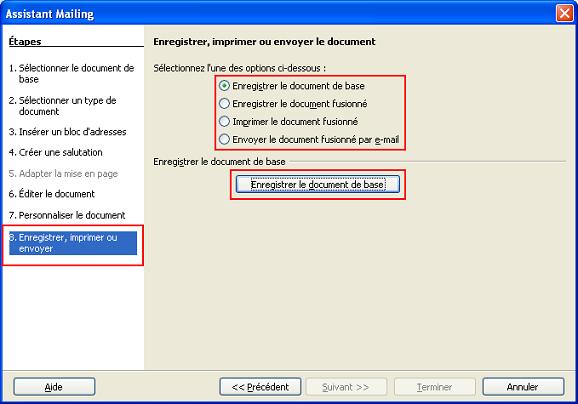 Assistant Mailing
Étapes
1. Sélectionner le document de
base
2. Sélectionner un type de
document
3. Insérer un bloc d'adresses
4. Créer une salutation
5. Adapter la mise en page
6. Éditer le document
7. Personnaliser le document
8. Enregistrer, imprimer ou
envoyer
Enregistrer, imprimer ou envoyer le document
Sélectionnez l'une des options ci-dessous :
Enregistrer le document de base
Enregistrer le document fusionné
Imprimer le document fusionné
Envoyer le document fusionné par e-mail
Enregistrer le document de base
Enregistrer le document de base
Aide
<< Précédent
Suivant >>
Terminer
Annuler